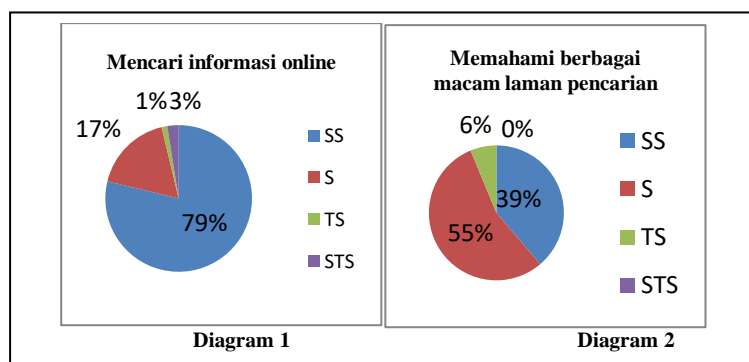 Mencari informasi online
1% 3%
17%
79%
SS
S
TS
STS
Diagram 1
Memahami berbagai
macam laman pencarian
6% 0%
39%
55%
SS
S
TS
STS
Diagram 2